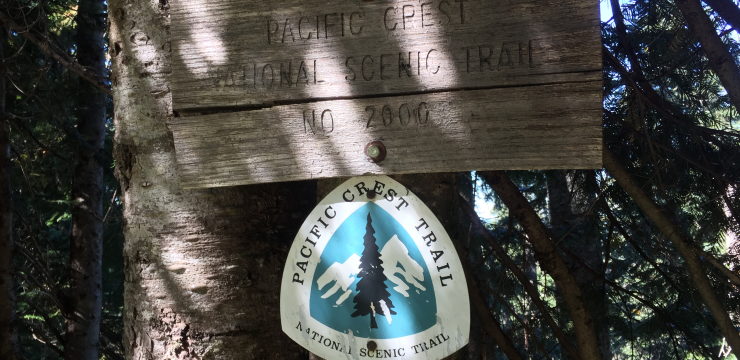 PACIFIC CREST
NATIONAL SCENIC TRAIL
NO 2000
PACIFIC CREST TRAIL
NATIONAL SCENIC TRAIL